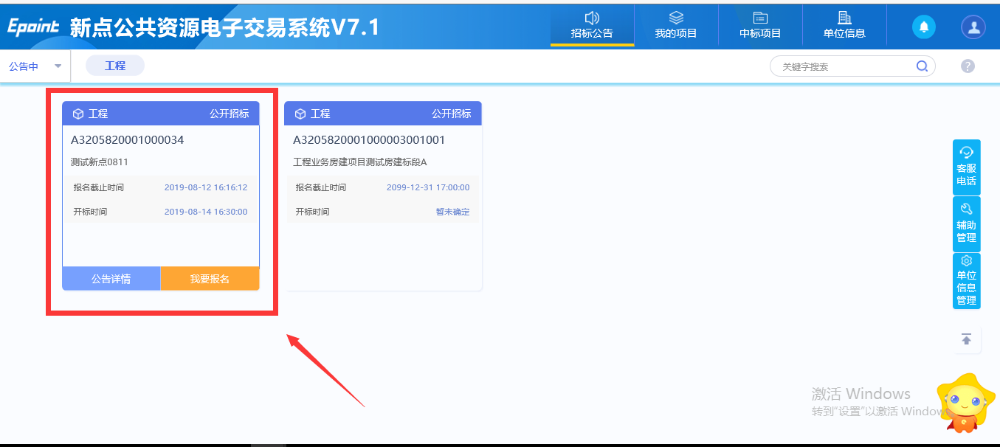 Epoint 新点公共资源电子交易系统V7.1
招标公告
我的项目
中标项目
单位信息
公告中
工程
关键字搜索
?
工程 公开招标
A3205820001000034
测试新点0811
报名截止时间 2019-08-12 16:16:12
开标时间 2019-08-14 16:30:00
公告详情 我要报名
工程 公开招标
A3205820001000003001001
工程业务房建项目测试房建标段A
报名截止时间 2099-12-31 17:00:00
开标时间 暂未确定
客服
电话
辅助
管理
单位
信息
管理
激活 Windows
转到“设置”以激活 Windows